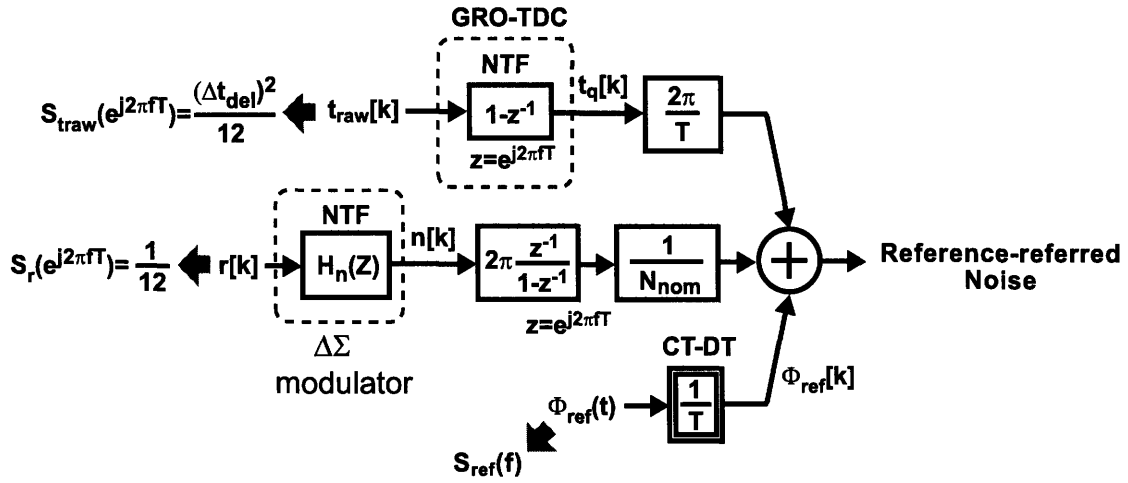 GRO-TDC
NTF
S_traw(e^j2πfT)=(Δt_del)²/12
t_raw[k]
1-z⁻¹
t_q[k]
2π/T
z=e^j2πfT
NTF
S_r(e^j2πfT)=1/12
r[k]
H_n(Z)
n[k]
2π z⁻¹/1-z⁻¹
1/N_nom
+
Reference-referred
Noise
z=e^j2πfT
ΔΣ
modulator
CT-DT
Φ_ref(t)
1/T
Φ_ref[k]
S_ref(f)